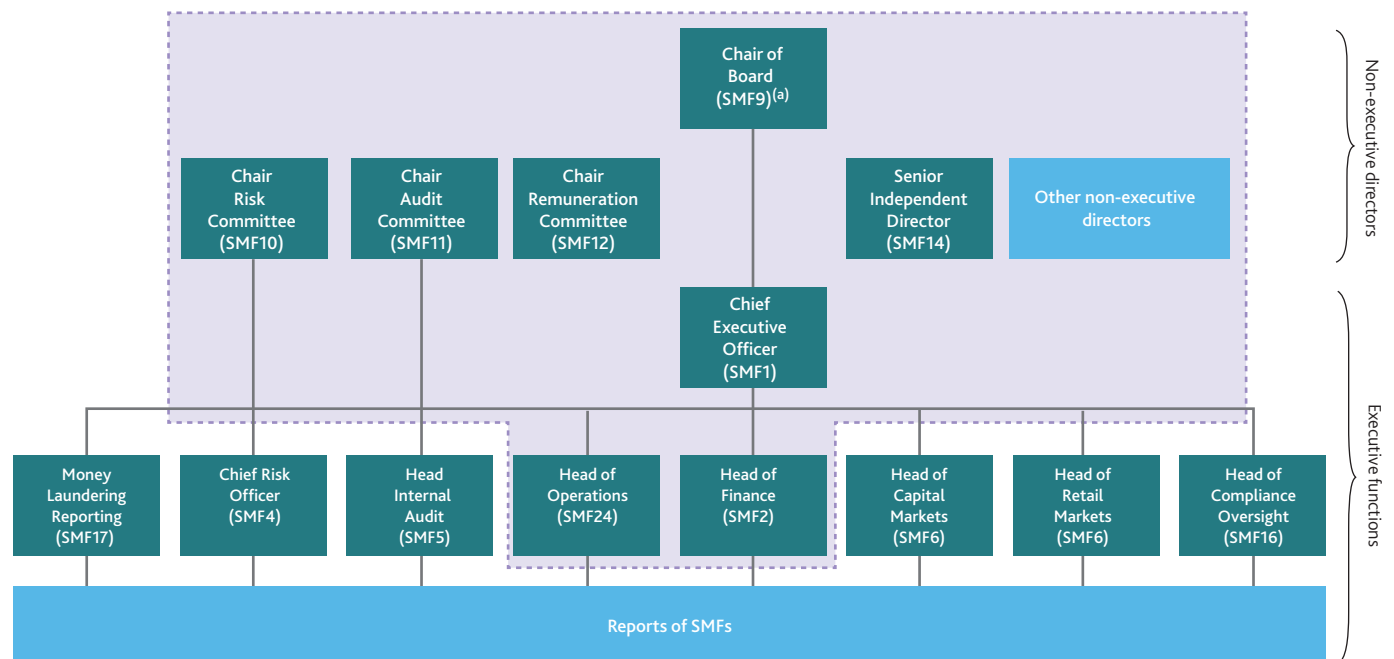 Chair of
Board
(SMF9)(a)
Non-executive directors
Chair
Risk
Committee
(SMF10)
Chair
Audit
Committee
(SMF11)
Chair
Remuneration
Committee
(SMF12)
Senior
Independent
Director
(SMF14)
Other non-executive
directors
Chief
Executive
Officer
(SMF1)
Executive functions
Money
Laundering
Reporting
(SMF17)
Chief Risk
Officer
(SMF4)
Head
Internal
Audit
(SMF5)
Head of
Operations
(SMF24)
Head of
Finance
(SMF2)
Head of
Capital
Markets
(SMF6)
Head of
Retail
Markets
(SMF6)
Head of
Compliance
Oversight
(SMF16)
Reports of SMFs